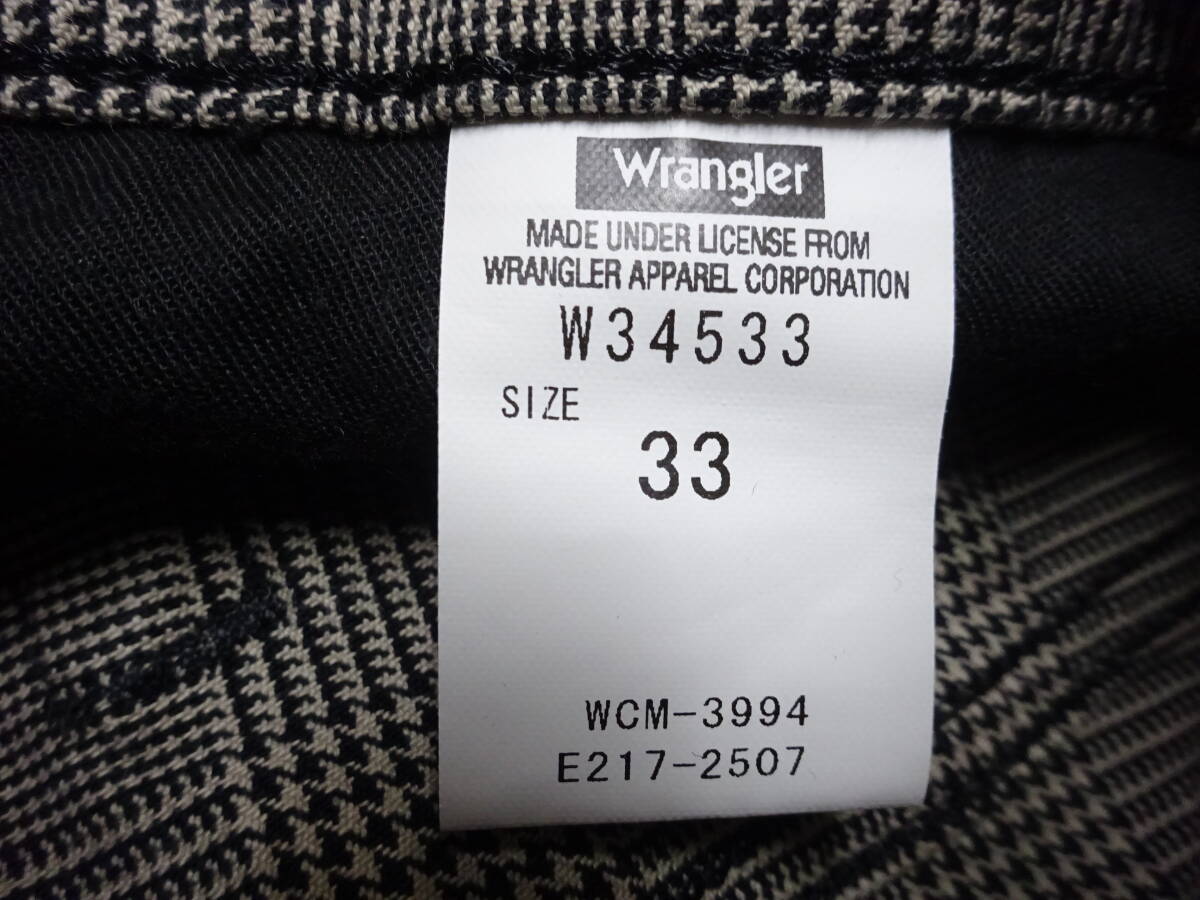 Wrangler
MADE UNDER LICENSE FROM
WRANGLER APPAREL CORPORATION
W34533
SIZE
33
WCM-3994
E217-2507